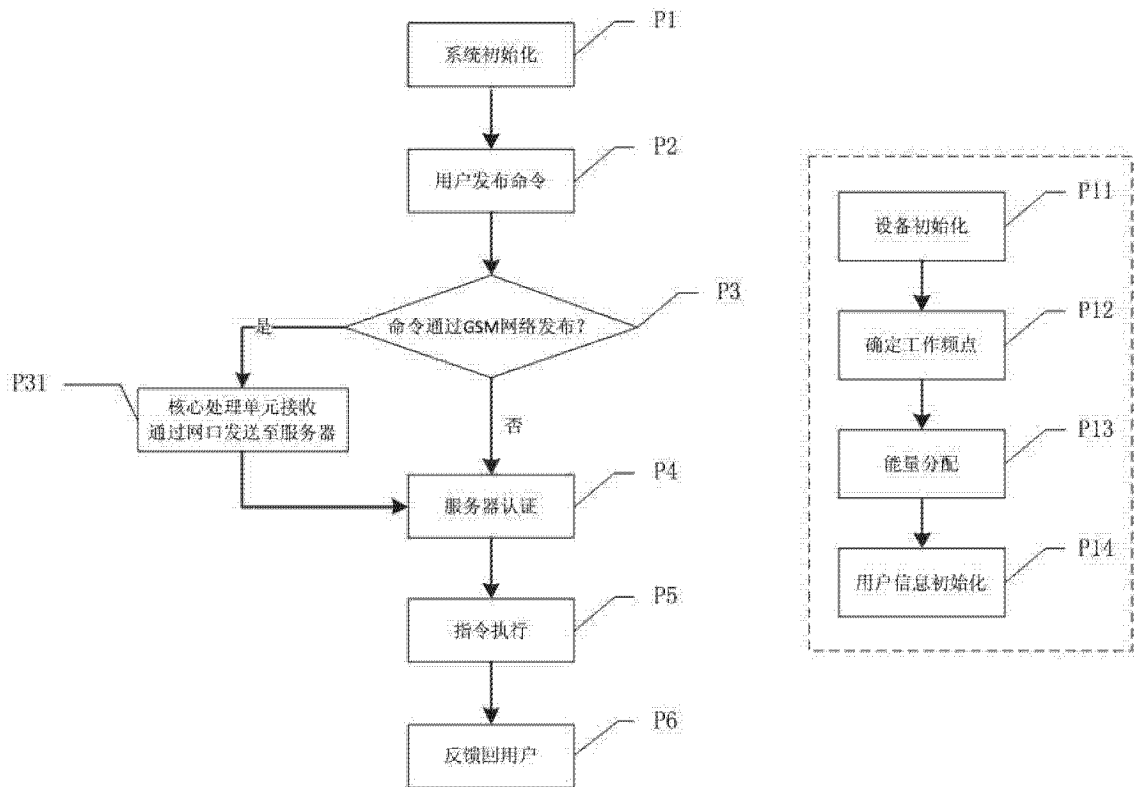 P1
系统初始化
P2
用户发布命令
P3
命令通过GSM网络发布?
是
否
P31
核心处理单元接收
通过网口发送至服务器
P4
服务器认证
P5
指令执行
P6
反馈回用户
P11
设备初始化
P12
确定工作频点
P13
能量分配
P14
用户信息初始化